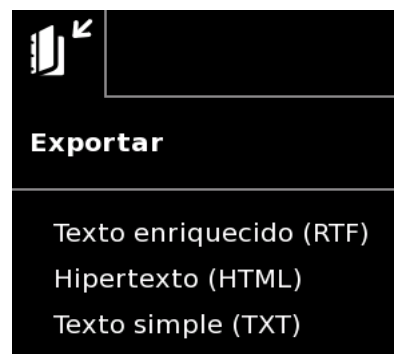 Exportar
Texto enriquecido (RTF)
Hipertexto (HTML)
Texto simple (TXT)